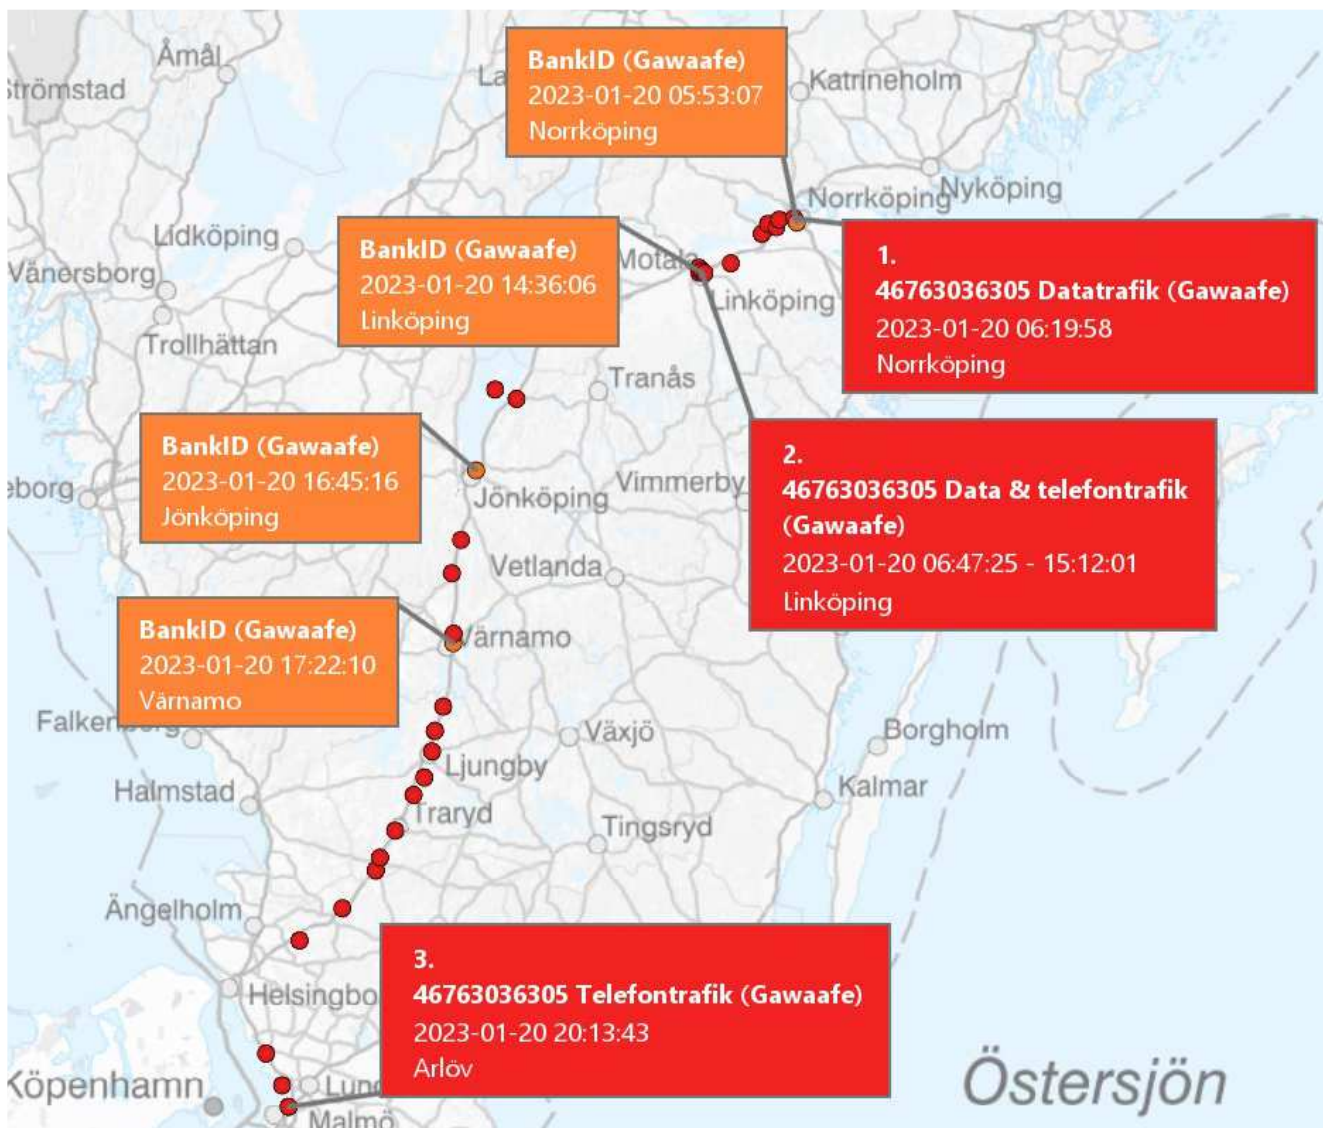 Åmål
Strömstad
BankID (Gawaafe)
2023-01-20 05:53:07
Norrköping
Katrineholm
Norrköping
Nyköping
Lidköping
Vänersborg
Trollhättan
BankID (Gawaafe)
2023-01-20 14:36:06
Linköping
Motala
Linköping
1.
46763036305 Datatrafik (Gawaafe)
2023-01-20 06:19:58
Norrköping
Tranås
BankID (Gawaafe)
2023-01-20 16:45:16
Jönköping
eborg
Jönköping
Vimmerby
2.
46763036305 Data & telefontrafik
(Gawaafe)
2023-01-20 06:47:25 - 15:12:01
Linköping
Vetlanda
BankID (Gawaafe)
2023-01-20 17:22:10
Värnamo
Värnamo
Falkenberg
Växjö
Borgholm
Ljungby
Halmstad
Kalmar
Traryd
Tingsryd
Ängelholm
Helsingbo
3.
46763036305 Telefontrafik (Gawaafe)
2023-01-20 20:13:43
Arlöv
Köpenhamn
Lund
Malmö
Östersjön